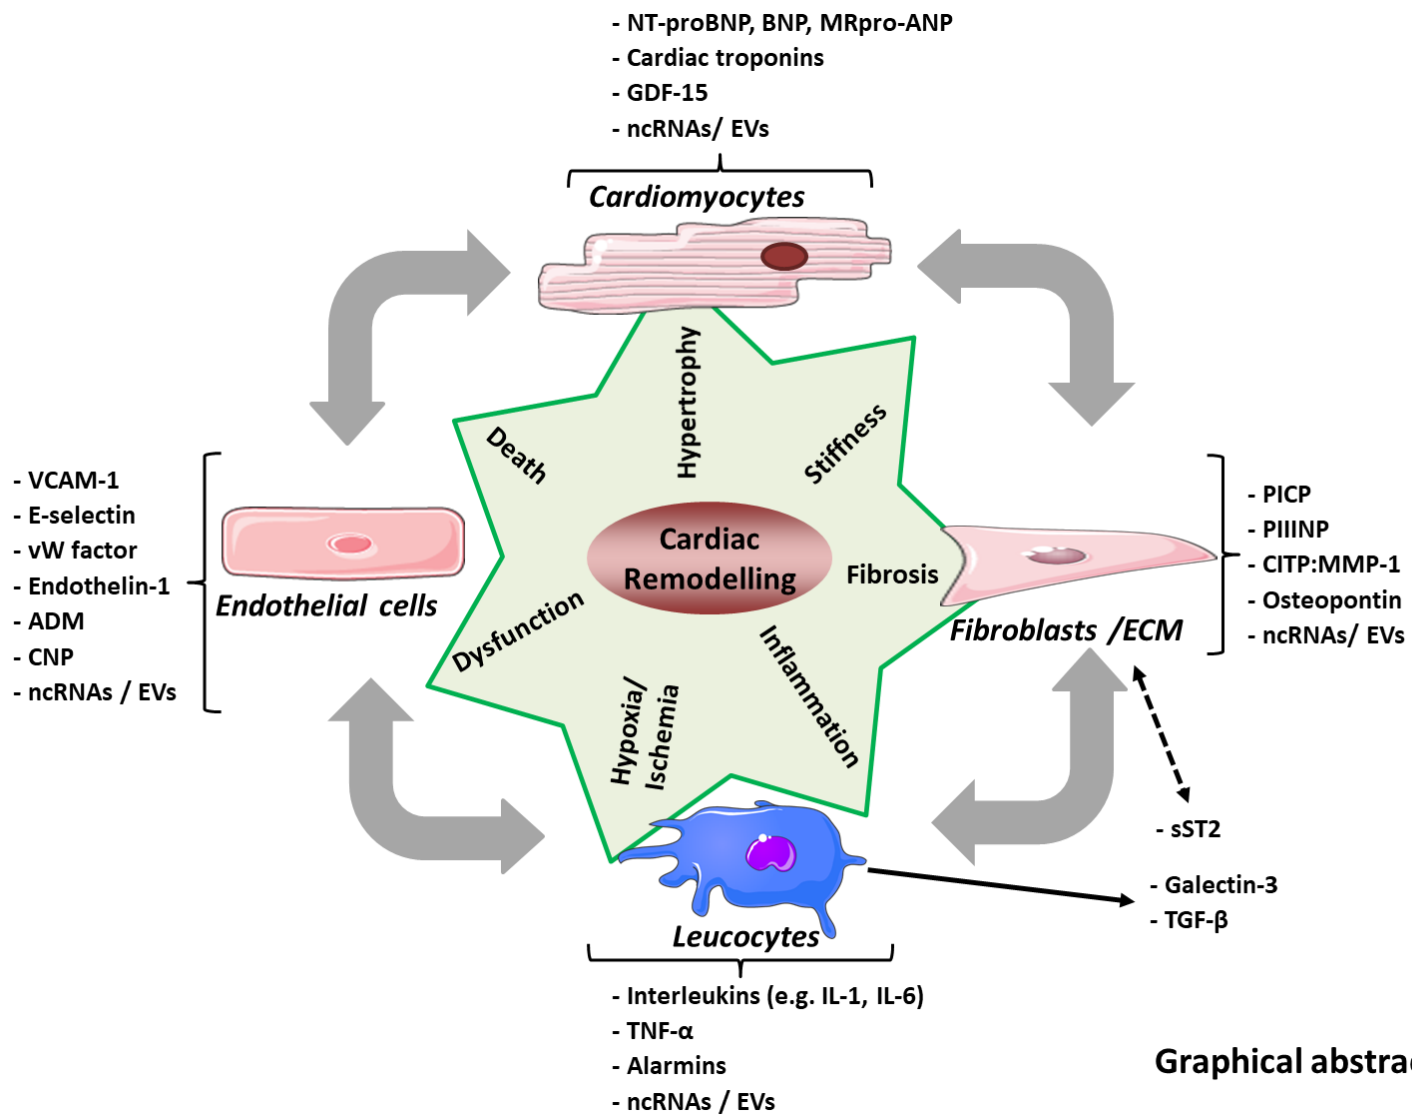 - NT-proBNP, BNP, MRpro-ANP
- Cardiac troponins
- GDF-15
- ncRNAs/ EVs
Cardiomyocytes
Hypertrophy
Stiffness
Death
Cardiac
Remodelling
Fibrosis
Dysfunction
Inflammation
Hypoxia/
Ischemia
- VCAM-1
- E-selectin
- vW factor
- Endothelin-1
- ADM
- CNP
- ncRNAs / EVs
Endothelial cells
- PICP
- PIIINP
- CITP:MMP-1
- Osteopontin
- ncRNAs/ EVs
Fibroblasts /ECM
- sST2
- Galectin-3
- TGF-β
Leucocytes
- Interleukins (e.g. IL-1, IL-6)
- TNF-α
- Alarmins
- ncRNAs / EVs
Graphical